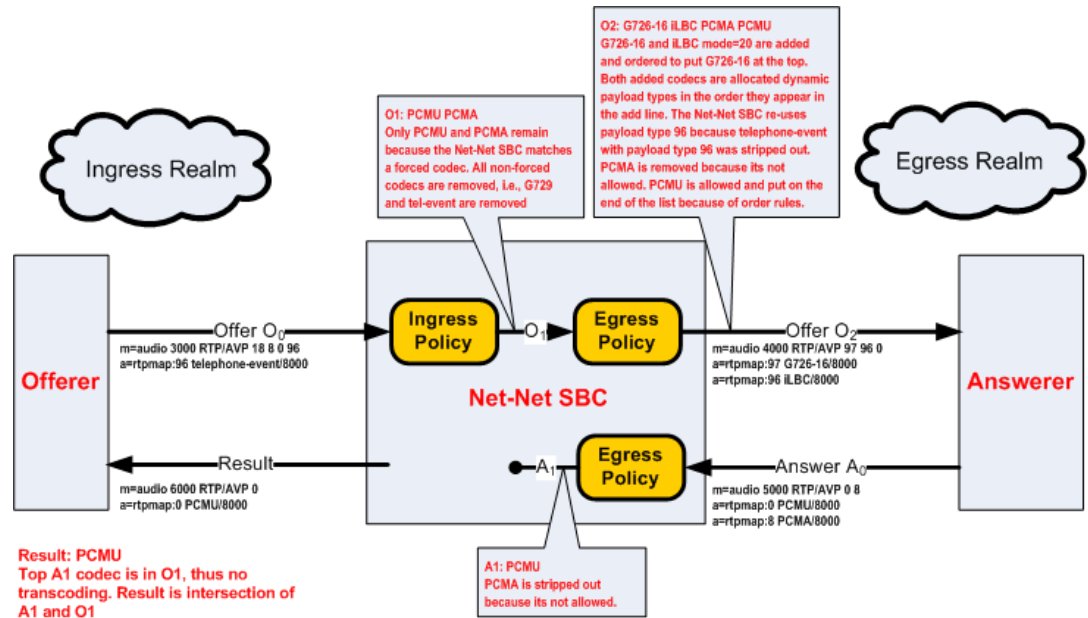 O2: G726-16 iLBC PCMA PCMU
G726-16 and iLBC mode=20 are added
and ordered to put G726-16 at the top.
Both added codecs are allocated dynamic
payload types in the order they appear in
the add line. The Net-Net SBC re-uses
payload type 96 because telephone-event
with payload type 96 was stripped out.
PCMA is removed because its not
allowed. PCMU is allowed and put on the
end of the list because of order rules.
O1: PCMU PCMA
Only PCMU and PCMA remain
because the Net-Net SBC matches
a forced codec. All non-forced
codecs are removed, i.e., G729
and tel-event are removed
Ingress Realm
Egress Realm
Offerer
Offer O0
m=audio 3000 RTP/AVP 18 8 0 96
a=rtpmap:96 telephone-event/8000
Ingress
Policy
O1
Egress
Policy
Offer O2
m=audio 4000 RTP/AVP 97 96 0
a=rtpmap:97 G726-16/8000
a=rtpmap:96 iLBC/8000
Answerer
Net-Net SBC
Result
m=audio 6000 RTP/AVP 0
a=rtpmap:0 PCMU/8000
A1
Egress
Policy
Answer A0
m=audio 5000 RTP/AVP 0 8
a=rtpmap:0 PCMU/8000
a=rtpmap:8 PCMA/8000
Result: PCMU
Top A1 codec is in O1, thus no
transcoding. Result is intersection of
A1 and O1
A1: PCMU
PCMA is stripped out
because its not allowed.